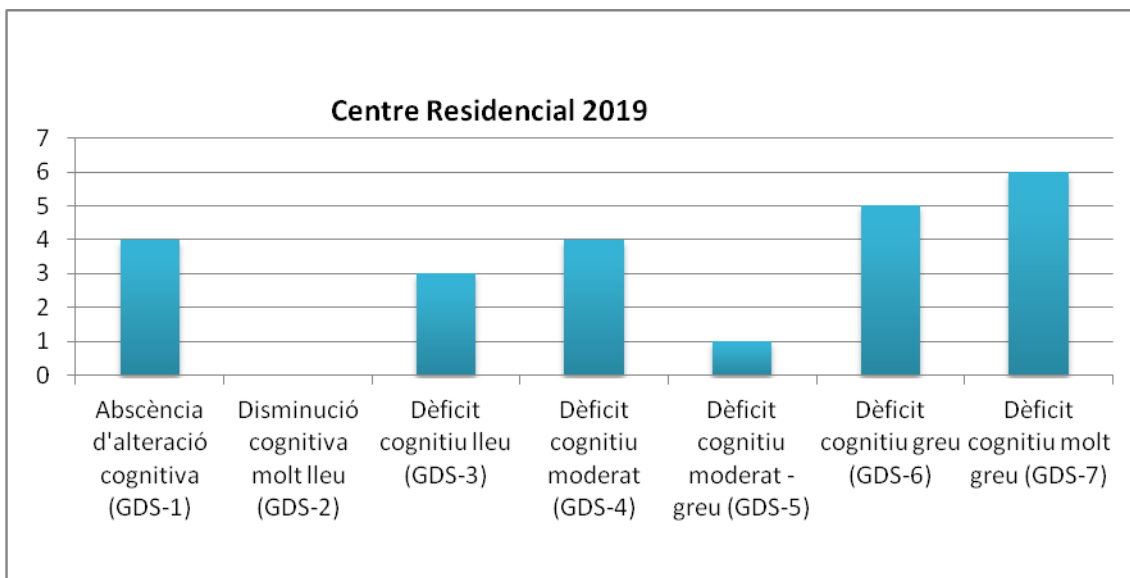 Centre Residencial 2019
7
6
5
4
3
2
1
0
Abscència
d'alteració
cognitiva
(GDS-1)
Disminució
cognitiva
molt lleu
(GDS-2)
Dèficit
cognitiu lleu
(GDS-3)
Dèficit
cognitiu
moderat
(GDS-4)
Dèficit
cognitiu
moderat -
greu (GDS-5)
Dèficit
cognitiu greu
(GDS-6)
Dèficit
cognitiu molt
greu (GDS-7)